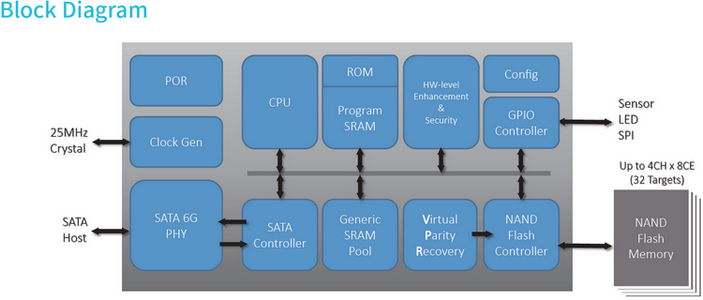 Block Diagram
POR
CPU
ROM
Program
SRAM
HW-level
Enhancement
&
Security
Config
GPIO
Controller
Sensor
LED
SPI
25MHz
Crystal
Clock Gen
Up to 4CH x 8CE
(32 Targets)
SATA
Host
SATA 6G
PHY
SATA
Controller
Generic
SRAM
Pool
Virtual
Parity
Recovery
NAND
Flash
Controller
NAND
Flash
Memory